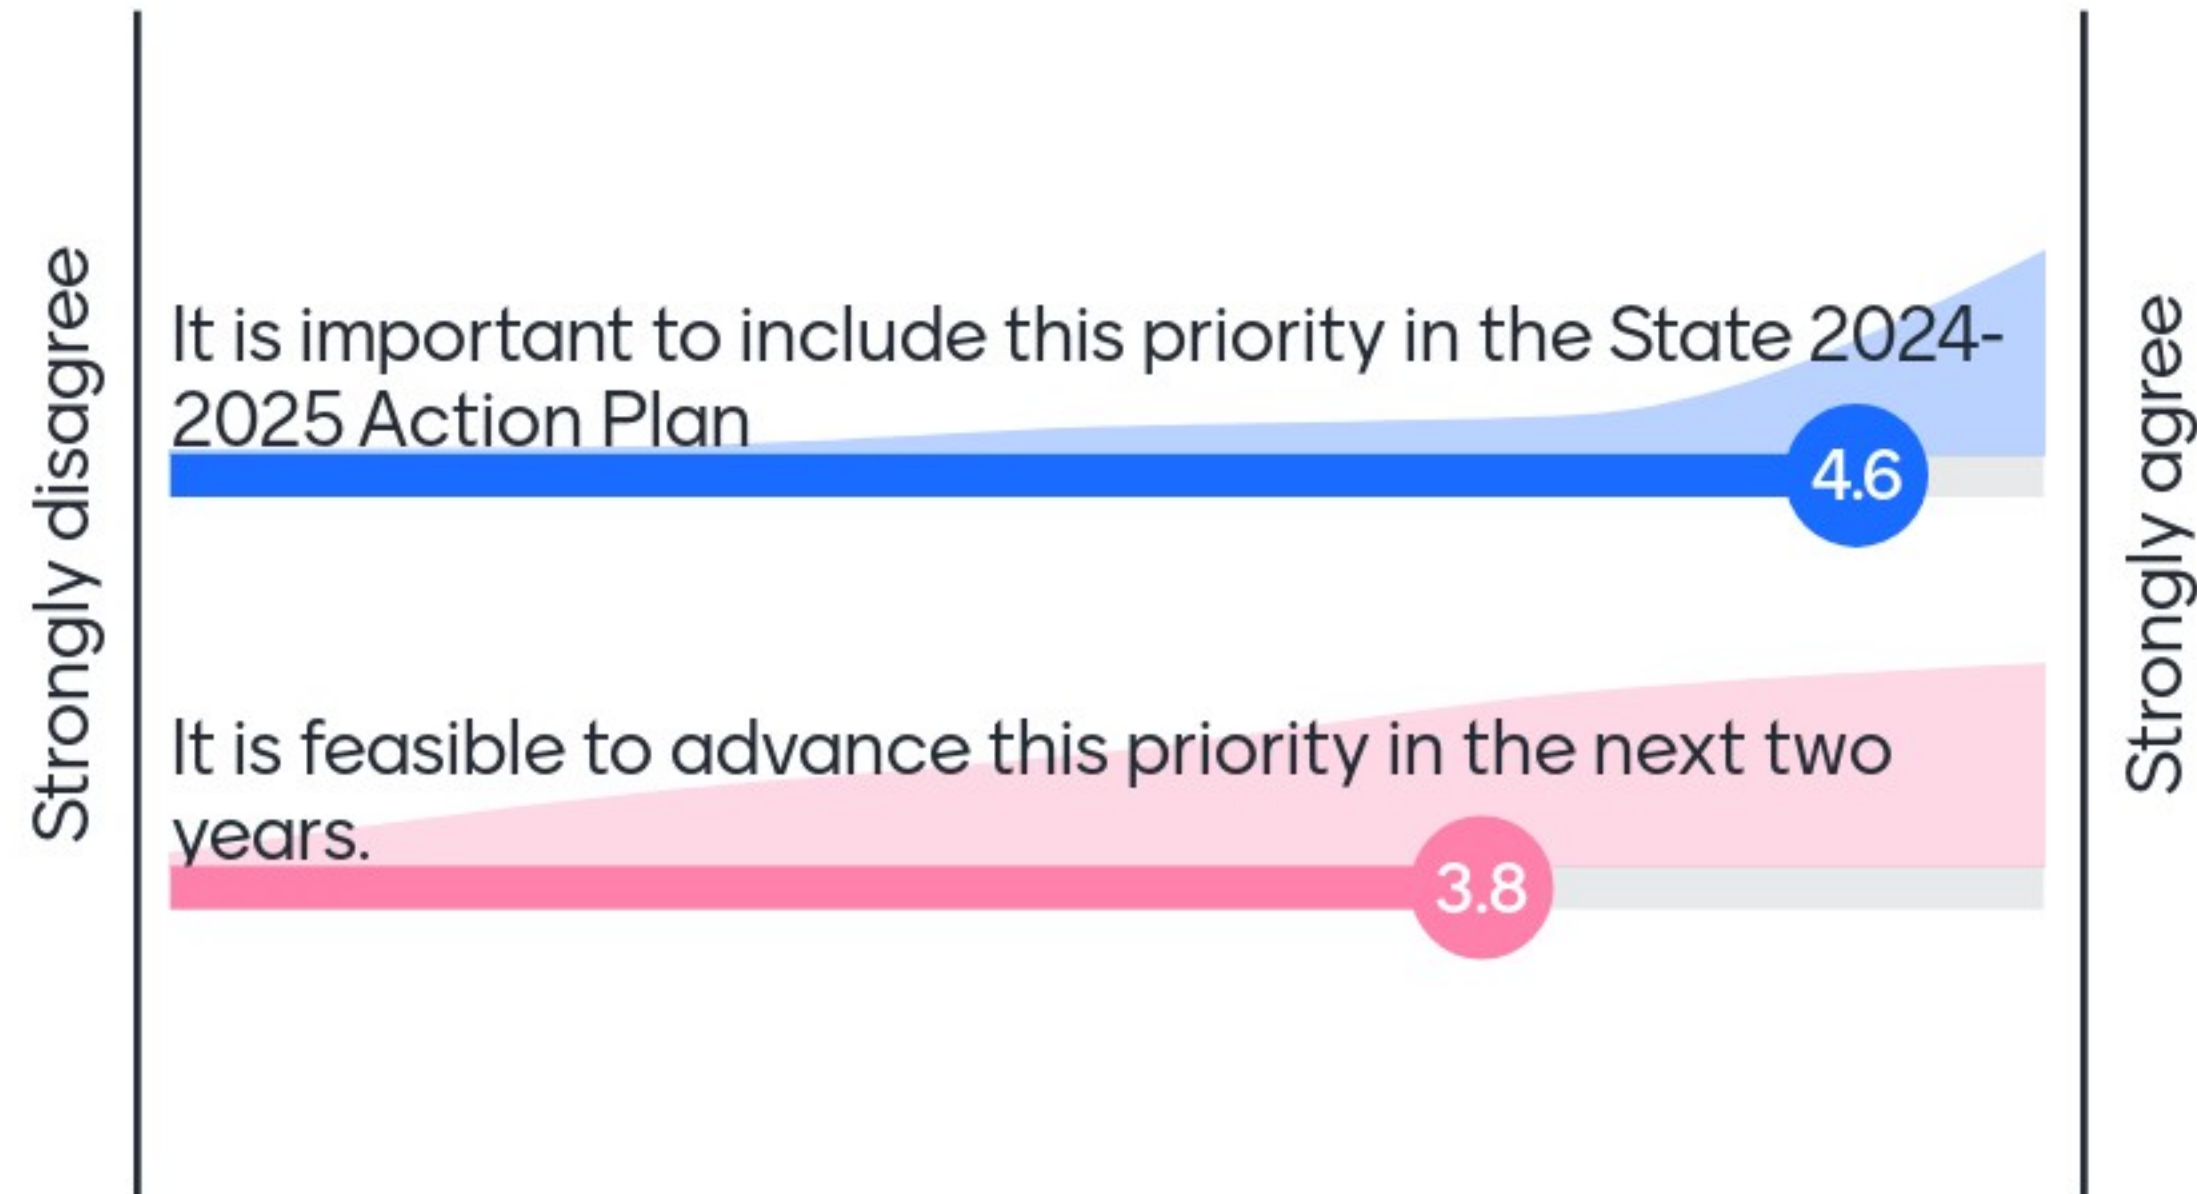 Strongly disagree
It is important to include this priority in the State 2024-
2025 Action Plan
4.6
It is feasible to advance this priority in the next two
years.
3.8
Strongly agree